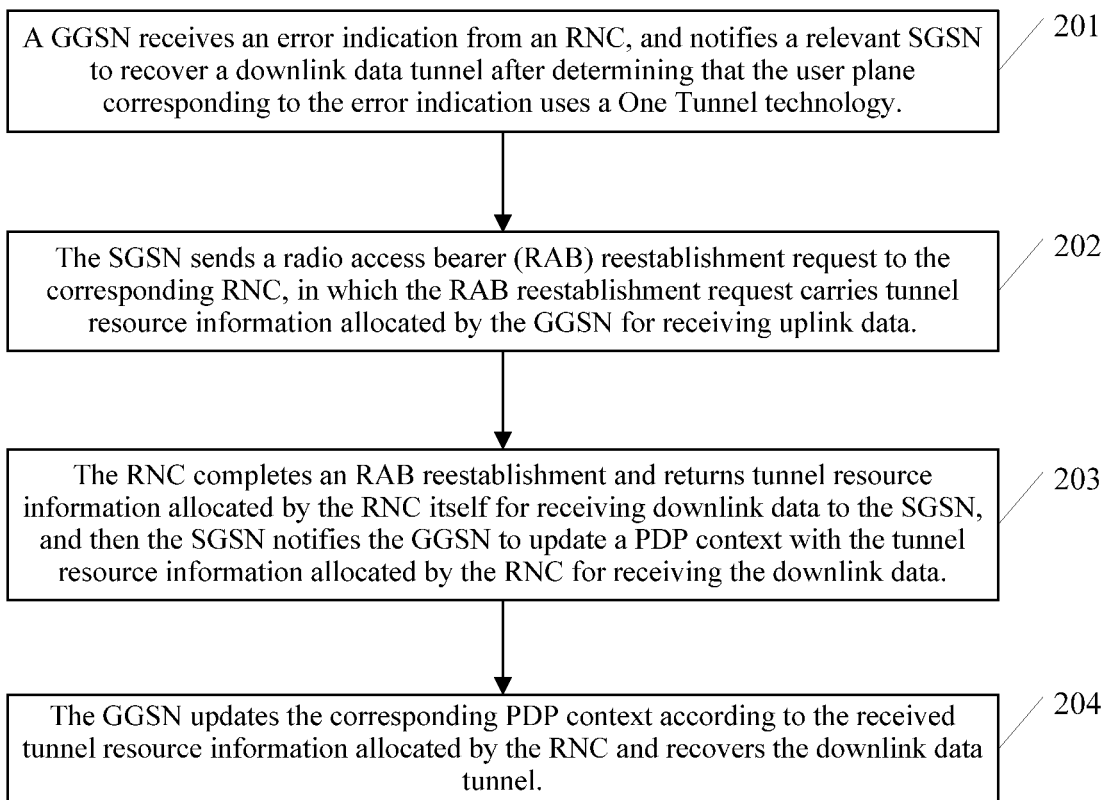 A GGSN receives an error indication from an RNC, and notifies a relevant SGSN
to recover a downlink data tunnel after determining that the user plane
corresponding to the error indication uses a One Tunnel technology.
201
The SGSN sends a radio access bearer (RAB) reestablishment request to the
corresponding RNC, in which the RAB reestablishment request carries tunnel
resource information allocated by the GGSN for receiving uplink data.
202
The RNC completes an RAB reestablishment and returns tunnel resource
information allocated by the RNC itself for receiving downlink data to the SGSN,
and then the SGSN notifies the GGSN to update a PDP context with the tunnel
resource information allocated by the RNC for receiving the downlink data.
203
The GGSN updates the corresponding PDP context according to the received
tunnel resource information allocated by the RNC and recovers the downlink data
tunnel.
204